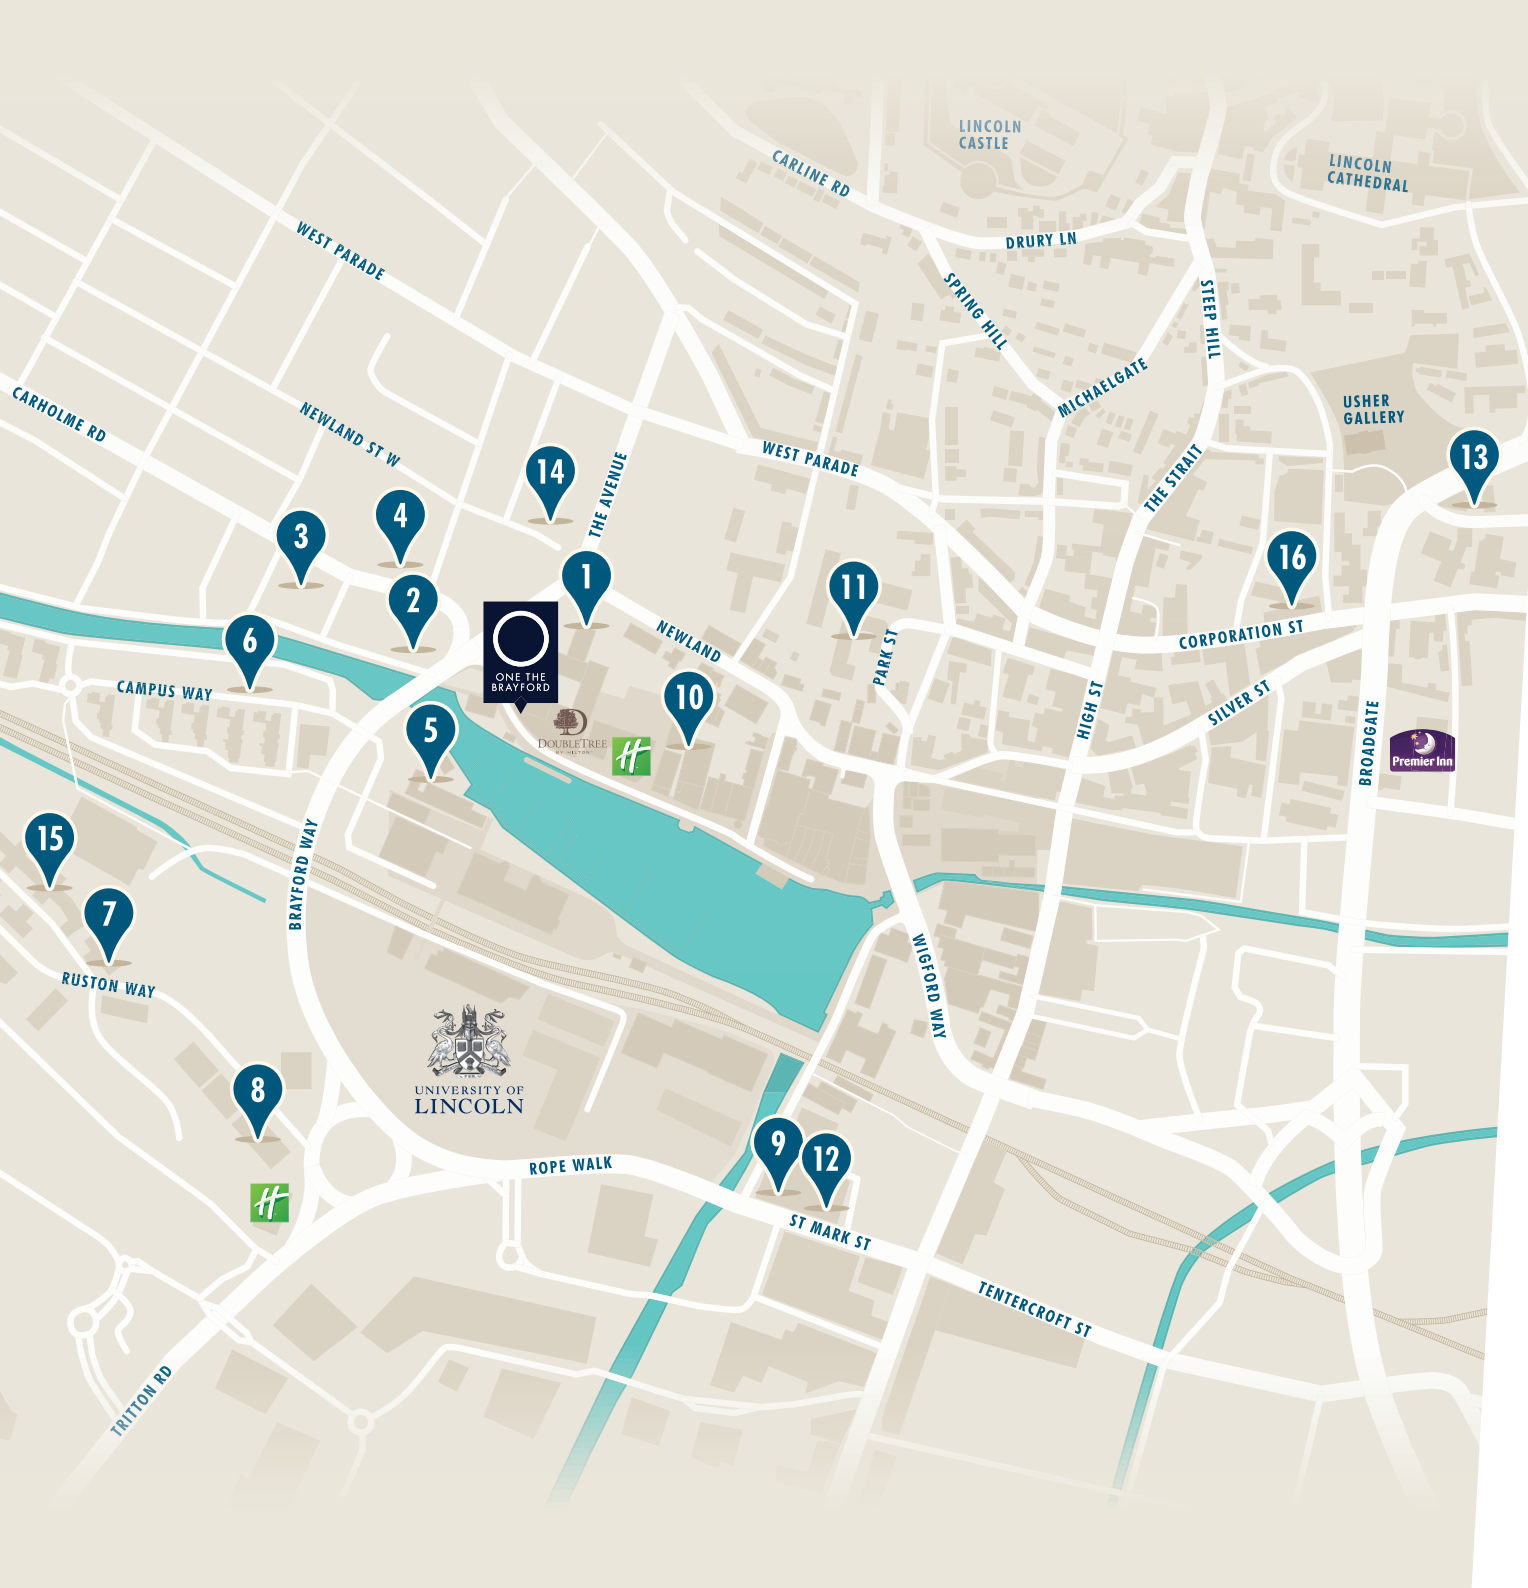 LINCOLN
CASTLE
CARLINE RD
LINCOLN
CATHEDRAL
WEST PARADE
DRURY LN
SPRING HILL
STEEP HILL
MICHAELGATE
CARHOLME RD
NEWLAND ST W
USHER
GALLERY
WEST PARADE
THE AVENUE
THE STRAIT
14
13
4
3
16
1
11
2
6
NEWLAND
PARK ST
CORPORATION ST
ONE THE
BRAYFORD
CAMPUS WAY
10
HIGH ST
SILVER ST
5
DOUBLETREE
BY HILTON
H
BROADGATE
Premier Inn
15
BRAYFORD WAY
7
RUSTON WAY
WIGFORD WAY
8
UNIVERSITY OF
LINCOLN
9
12
ROPE WALK
H
ST MARK ST
TENTERCROFT ST
TRITTON RD